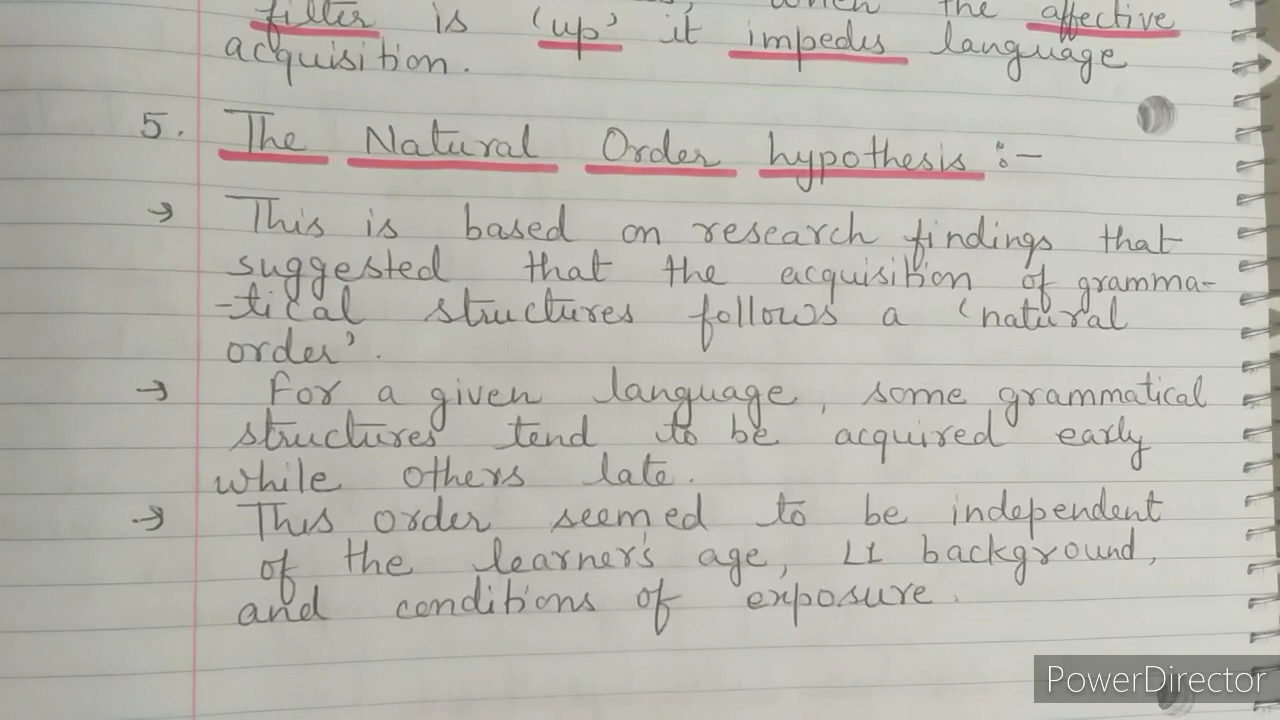 filter is 'up' it impedes language
when the affective
acquisition.
5. The Natural Order hypothesis :-
→ This is based on research findings that
suggested that the acquisition of gramma-
-tical structures follows a 'natural
order'.
→ For a given language, some grammatical
structures tend to be acquired early
while others late.
→ This order seemed to be independent
of the learner's age, L1 background,
and conditions of exposure.
PowerDirector